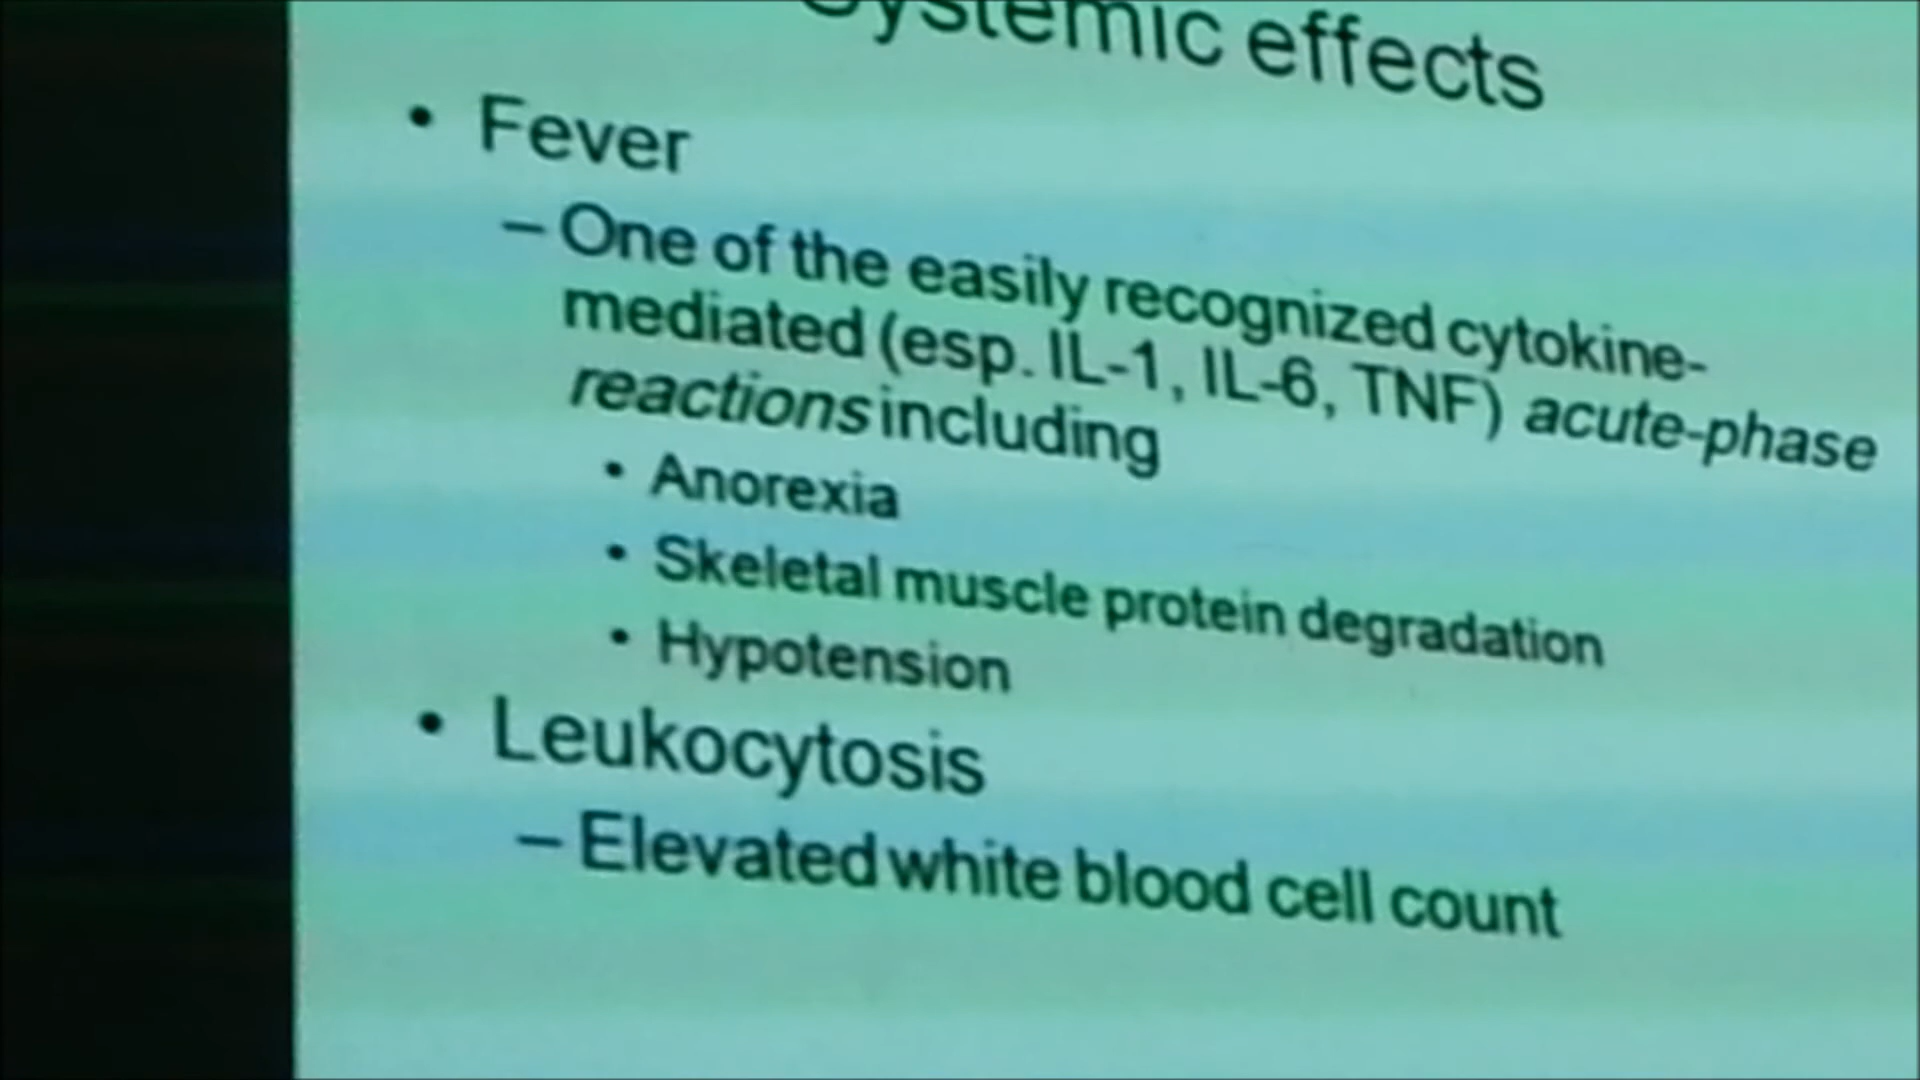 Systemic effects
• Fever
– One of the easily recognized cytokine-
mediated (esp. IL-1, IL-6, TNF) acute-phase
reactions including
• Anorexia
• Skeletal muscle protein degradation
• Hypotension
• Leukocytosis
– Elevated white blood cell count